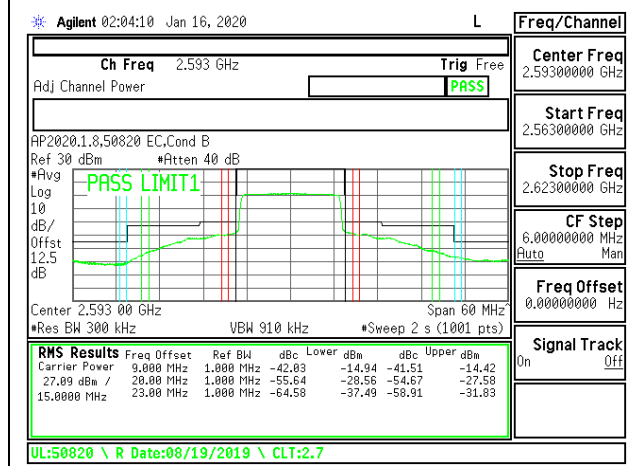 Agilent 02:04:10 Jan 16, 2020 L
Freq/Channel
Ch Freq 2.593 GHz Trig Free
Adj Channel Power PASS
AP2020.1.8,50820 EC,Cond B
Ref 30 dBm #Atten 40 dB
#Avg
Log
10
dB/
Offst
12.5
dB
PASS LIMIT1
Center 2.593 00 GHz Span 60 MHz^
#Res BW 300 kHz VBW 910 kHz #Sweep 2 s (1001 pts)
RMS Results Freq Offset Ref BW dBc Lower dBm dBc Upper dBm
Carrier Power 9.000 MHz 1.000 MHz -42.03 -14.94 -41.51 -14.42
27.09 dBm / 20.00 MHz 1.000 MHz -55.64 -28.56 -54.67 -27.58
15.0000 MHz 23.00 MHz 1.000 MHz -64.58 -37.49 -58.91 -31.83
UL:50820 \ R Date:08/19/2019 \ CLT:2.7
Center Freq
2.59300000 GHz
Start Freq
2.56300000 GHz
Stop Freq
2.62300000 GHz
CF Step
6.00000000 MHz
Auto Man
Freq Offset
0.00000000 Hz
Signal Track
On Off